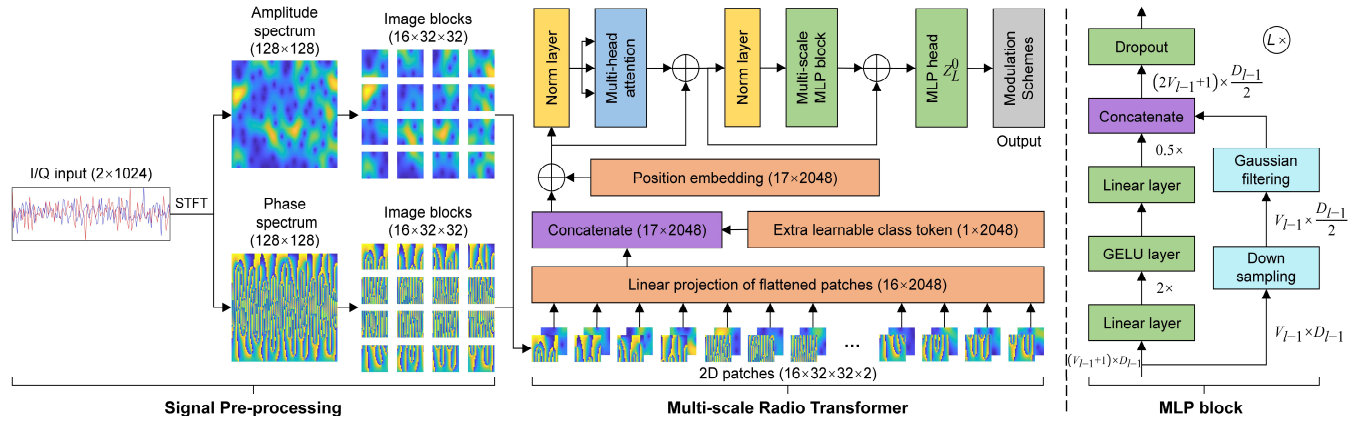 Amplitude
spectrum
(128×128)
Image blocks
(16×32×32)
I/Q input (2×1024)
STFT
Phase
spectrum
(128×128)
Image blocks
(16×32×32)
Signal Pre-processing
Norm layer
Multi-head
attention
Norm layer
Multi-scale
MLP block
MLP head
Z_L^0
Modulation
Schemes
Output
Position embedding (17×2048)
Concatenate (17×2048)
Extra learnable class token (1×2048)
Linear projection of flattened patches (16×2048)
...
2D patches (16×32×32×2)
Multi-scale Radio Transformer
L×
Dropout
(2V_{l-1}+1)×D_{l-1}/2
Concatenate
0.5×
Linear layer
GELU layer
2×
Linear layer
(V_{l-1}+1)×D_{l-1}
Gaussian
filtering
V_{l-1}×D_{l-1}/2
Down
sampling
V_{l-1}×D_{l-1}
MLP block